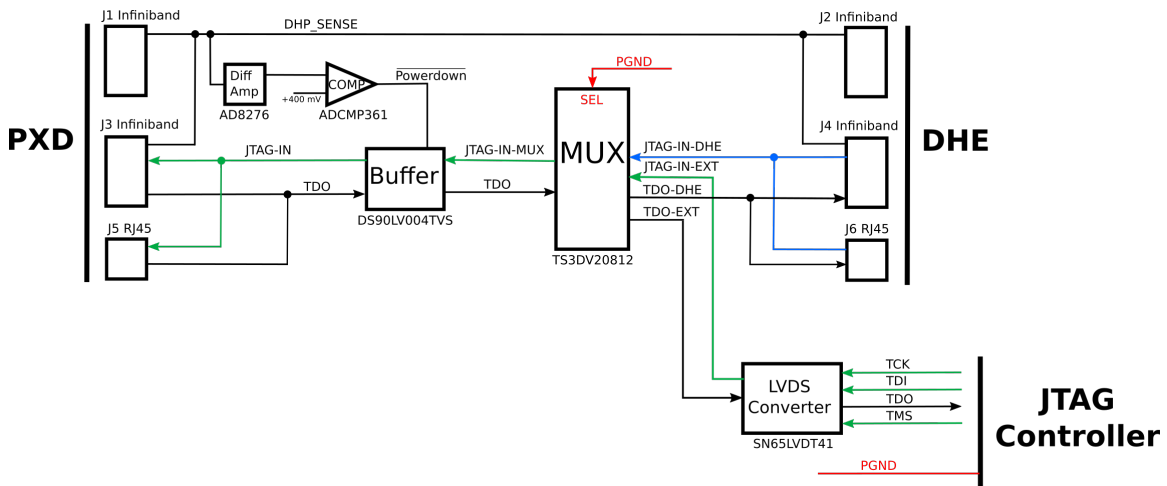 J1 Infiniband
DHP_SENSE
J2 Infiniband
PGND
Diff
Amp
COMP
+400 mV
Powerdown
SEL
AD8276
ADCMP361
J3 Infiniband
J4 Infiniband
PXD
DHE
JTAG-IN
JTAG-IN-MUX
MUX
JTAG-IN-DHE
JTAG-IN-EXT
Buffer
TDO
TDO
TDO-DHE
TDO-EXT
DS90LV004TVS
J5 RJ45
J6 RJ45
TS3DV20812
LVDS
Converter
SN65LVDT41
TCK
TDI
TDO
TMS
JTAG
Controller
PGND